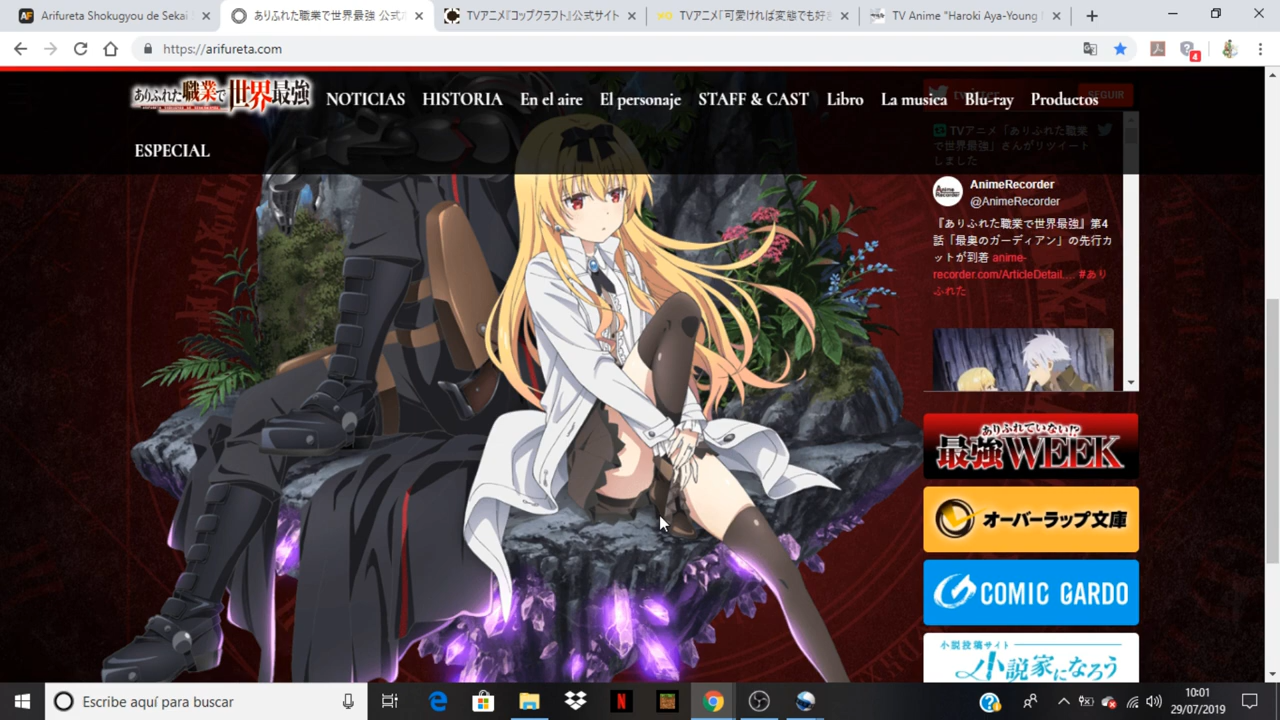 Arifureta Shokugyou de Sekai S
ありふれた職業で世界最強 公式ホ
TVアニメ『コップクラフト』公式サイト
TVアニメ「可愛ければ変態でも好き
TV Anime "Haroki Aya-Young
https://arifureta.com
4
ありふれた職業で世界最強
NOTICIAS
HISTORIA
En el aire
El personaje
STAFF & CAST
Libro
La musica
Blu-ray
Productos
ESPECIAL
twitter
SEGUIR
TVアニメ「ありふれた職業
で世界最強」さんがリツイート
しました
AnimeRecorder
@AnimeRecorder
『ありふれた職業で世界最強』第4
話「最奥のガーディアン」の先行カ
ットが到着 anime-
recorder.com/ArticleDetail... #あり
ふれた
ありふれていない!?
最強WEEK
オーバーラップ文庫
COMIC GARDO
小説投稿サイト
小説家になろう
Escribe aquí para buscar
10:01
29/07/2019